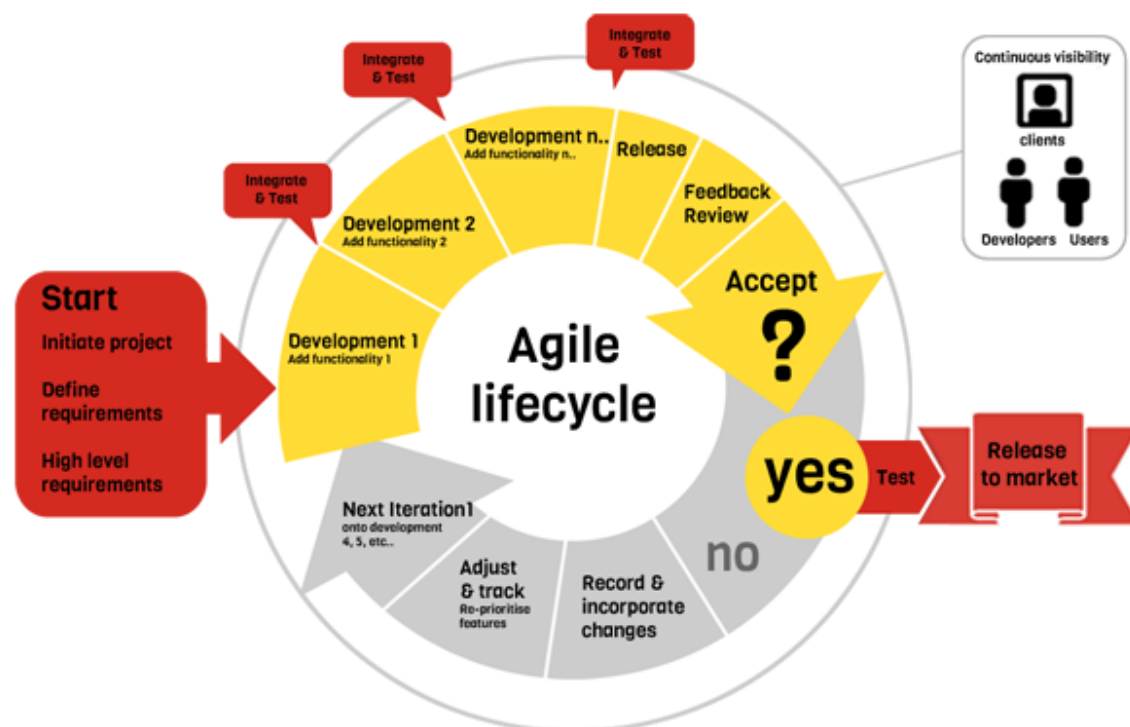 Integrate
& Test
Integrate
& Test
Integrate
& Test
Continuous visibility
clients
Developers
Users
Start
Initiate project
Define
requirements
High level
requirements
Development 1
Add functionality 1
Development 2
Add functionality 2
Development n..
Add functionality n..
Release
Feedback
Review
Accept
?
Agile
lifecycle
yes
Test
Release
to market
no
Record &
incorporate
changes
Adjust
& track
Re-prioritise
features
Next Iteration1
onto development
4, 5, etc..